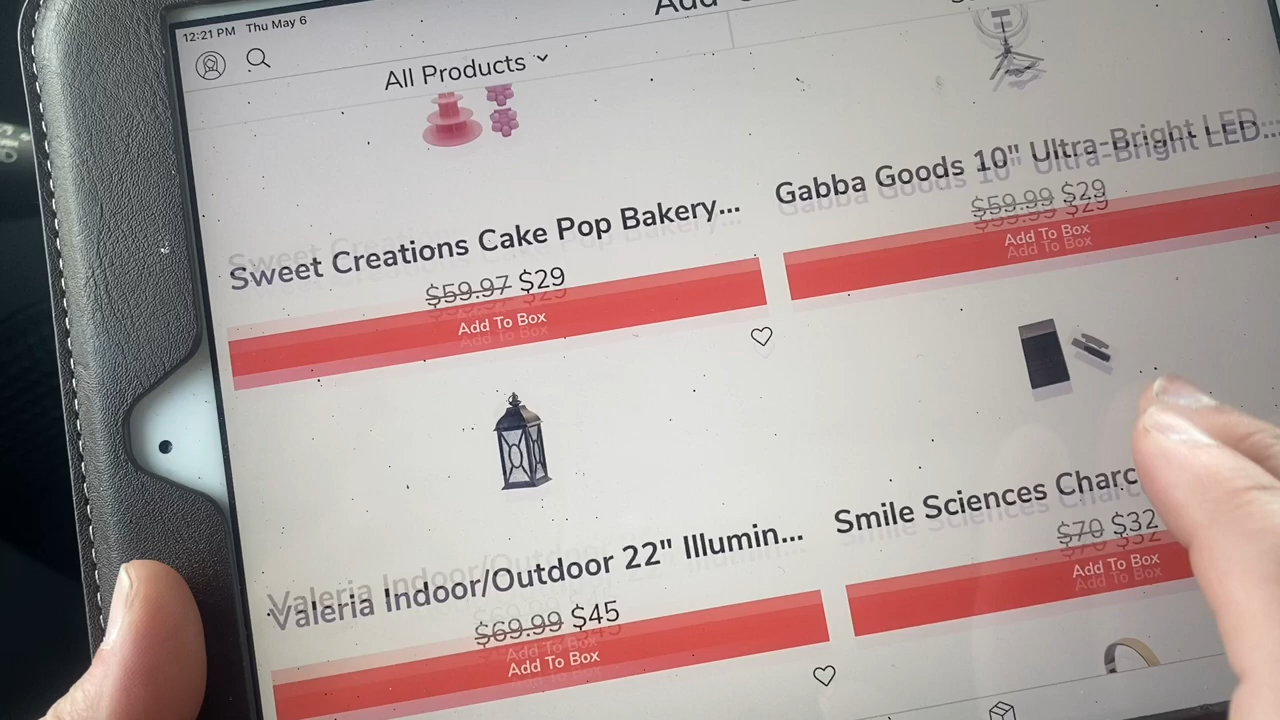 12:21 PM Thu May 6
All Products
Sweet Creations Cake Pop Bakery...
$59.97 $29
Add To Box
Gabba Goods 10" Ultra-Bright LED...
$59.99 $29
Add To Box
Valeria Indoor/Outdoor 22" Illumin...
$69.99 $45
Add To Box
Smile Sciences Charc
$70 $32
Add To Box